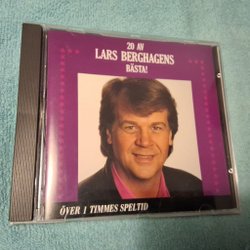 20 AV
LARS BERGHAGENS
BÄSTA!
ÖVER 1 TIMMES SPELTID